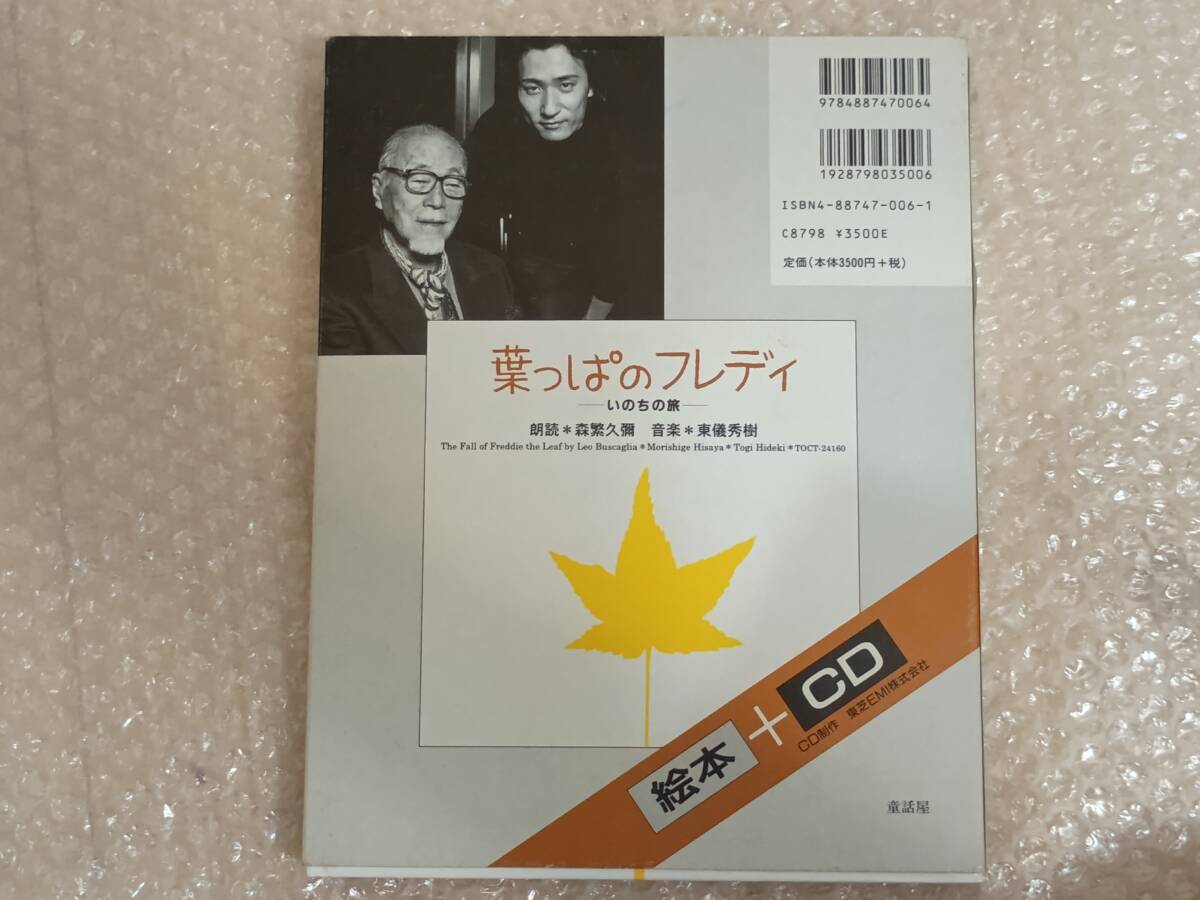 9784887470064
1928798035006
ISBN4-88747-006-1
C8798 ¥3500E
定価(本体3500円+税)
葉っぱのフレディ
―いのちの旅―
朗読＊森繁久彌 音楽＊東儀秀樹
The Fall of Freddie the Leaf by Leo Buscaglia＊Morishige Hisaya＊Togi Hideki＊TOCT-24160
絵本+CD
CD制作 東芝EMI株式会社
童話屋